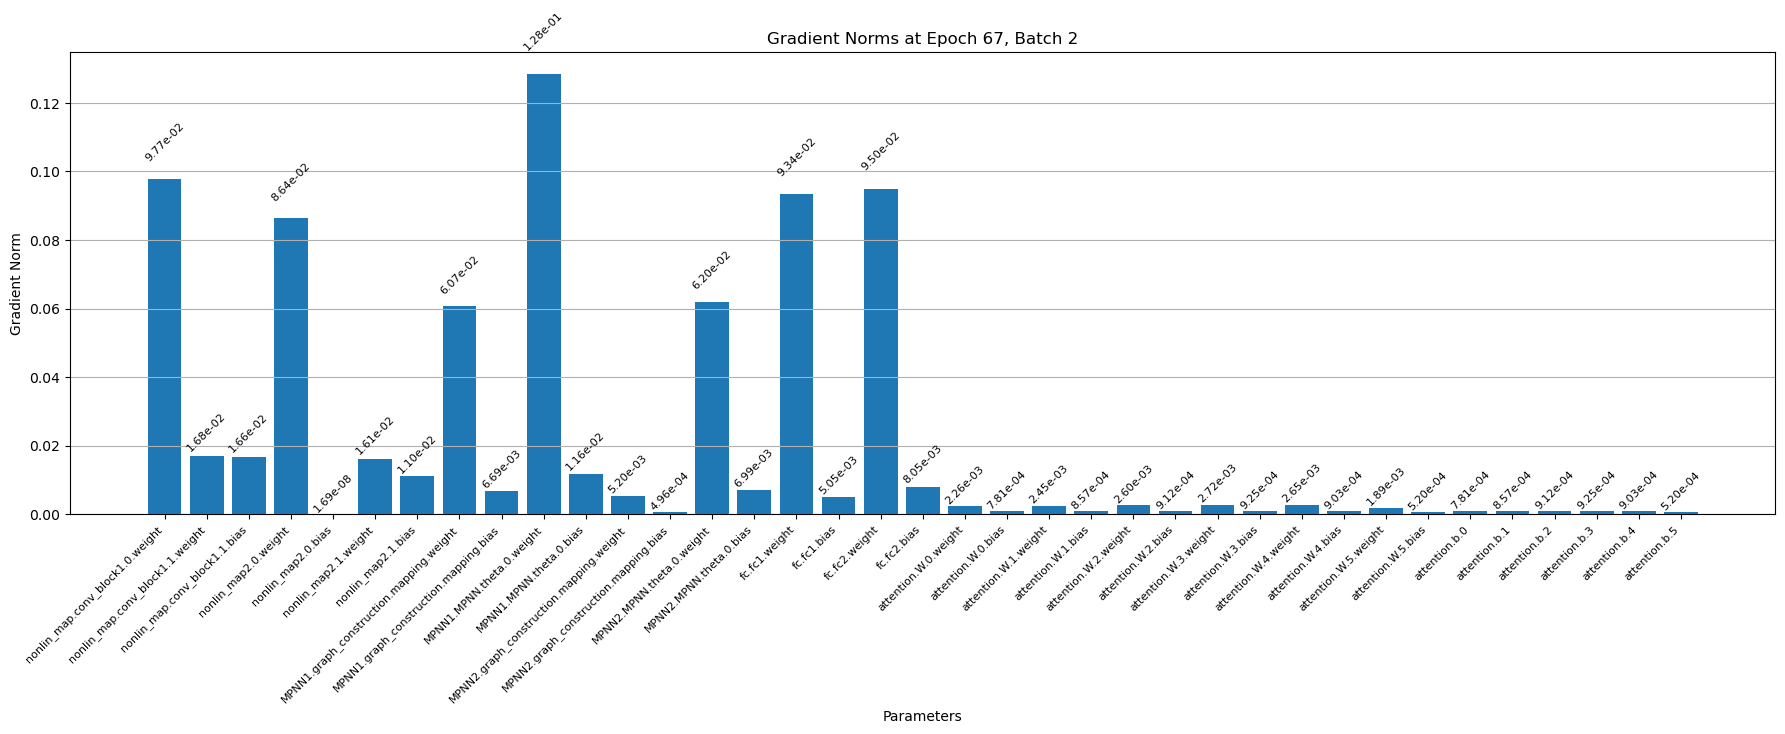 Gradient Norms at Epoch 67, Batch 2
Gradient Norm
0.12
0.10
0.08
0.06
0.04
0.02
0.00
9.77e-02
1.68e-02
1.66e-02
8.64e-02
1.69e-08
1.61e-02
1.10e-02
6.07e-02
6.69e-03
1.28e-01
1.16e-02
5.20e-03
4.96e-04
6.20e-02
6.99e-03
9.34e-02
5.05e-03
9.50e-02
8.05e-03
2.26e-03
7.81e-04
2.45e-03
8.57e-04
2.60e-03
9.12e-04
2.72e-03
9.25e-04
2.65e-03
9.03e-04
1.89e-03
5.20e-04
7.81e-04
8.57e-04
9.12e-04
9.25e-04
9.03e-04
5.20e-04
nonlin_map.conv_block1.0.weight
nonlin_map.conv_block1.1.weight
nonlin_map.conv_block1.1.bias
nonlin_map2.0.weight
nonlin_map2.0.bias
nonlin_map2.1.weight
nonlin_map2.1.bias
MPNN1.graph_construction.mapping.weight
MPNN1.graph_construction.mapping.bias
MPNN1.MPNN.theta.0.weight
MPNN1.MPNN.theta.0.bias
MPNN2.graph_construction.mapping.weight
MPNN2.graph_construction.mapping.bias
MPNN2.MPNN.theta.0.weight
MPNN2.MPNN.theta.0.bias
fc.fc1.weight
fc.fc1.bias
fc.fc2.weight
fc.fc2.bias
attention.W.0.weight
attention.W.0.bias
attention.W.1.weight
attention.W.1.bias
attention.W.2.weight
attention.W.2.bias
attention.W.3.weight
attention.W.3.bias
attention.W.4.weight
attention.W.4.bias
attention.W.5.weight
attention.W.5.bias
attention.b.0
attention.b.1
attention.b.2
attention.b.3
attention.b.4
attention.b.5
Parameters